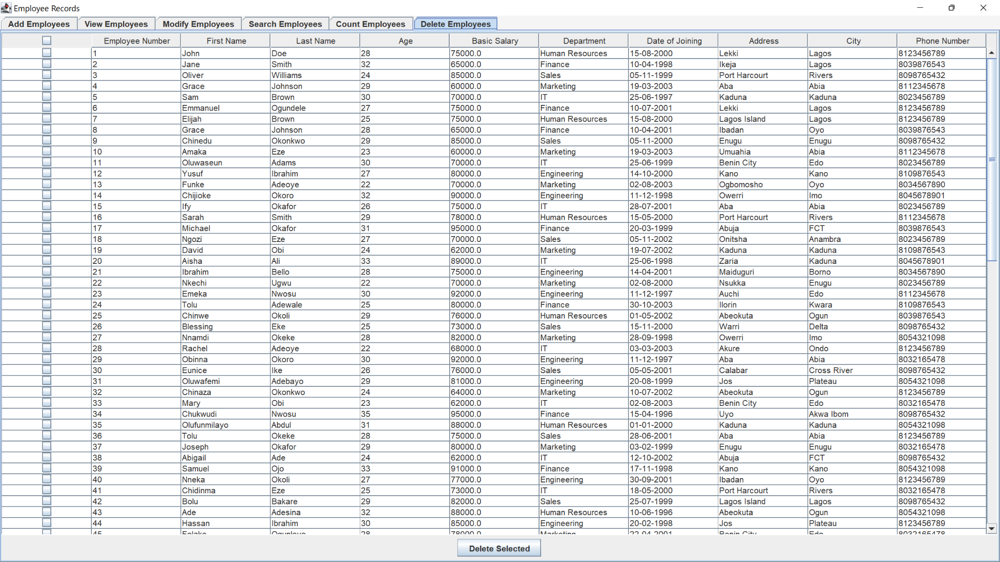 Employee Records
Add Employees View Employees Modify Employees Search Employees Count Employees Delete Employees
Employee Number First Name Last Name Age Basic Salary Department Date of Joining Address City Phone Number
1 John Doe 28 75000.0 Human Resources 15-08-2000 Lekki Lagos 8123456789
2 Jane Smith 32 65000.0 Finance 10-04-1998 Ikeja Lagos 8039876543
3 Oliver Williams 24 85000.0 Sales 05-11-1999 Port Harcourt Rivers 8098765432
4 Grace Johnson 29 60000.0 Marketing 19-03-2003 Aba Abia 8112345678
5 Sam Brown 30 70000.0 IT 25-06-1997 Kaduna Kaduna 8023456789
6 Emmanuel Ogundele 27 75000.0 Finance 10-07-2001 Lekki Lagos 8123456789
7 Elijah Brown 25 75000.0 Human Resources 15-08-2000 Lagos Island Lagos 8123456789
8 Grace Johnson 28 65000.0 Finance 10-04-2001 Ibadan Oyo 8039876543
9 Chinedu Okonkwo 29 85000.0 Sales 05-11-2000 Enugu Enugu 8098765432
10 Amaka Eze 23 60000.0 Marketing 19-03-2003 Umuahia Abia 8112345678
11 Oluwaseun Adams 30 70000.0 IT 25-06-1999 Benin City Edo 8023456789
12 Yusuf Ibrahim 27 80000.0 Engineering 14-10-2000 Kano Kano 8109876543
13 Funke Adeoye 22 70000.0 Marketing 02-08-2003 Ogbomosho Oyo 8034567890
14 Chijioke Okoro 32 90000.0 Engineering 11-12-1998 Owerri Imo 8045678901
15 Ify Okafor 26 75000.0 IT 28-07-2001 Aba Abia 8023456789
16 Sarah Smith 29 78000.0 Human Resources 15-05-2000 Port Harcourt Rivers 8112345678
17 Michael Okafor 31 95000.0 Finance 20-03-1999 Abuja FCT 8039876543
18 Ngozi Eze 27 70000.0 Sales 05-11-2002 Onitsha Anambra 8023456789
19 David Obi 24 62000.0 Marketing 19-07-2002 Kaduna Kaduna 8109876543
20 Aisha Ali 33 89000.0 IT 25-06-1998 Zaria Kaduna 8045678901
21 Ibrahim Bello 28 75000.0 Engineering 14-04-2001 Maiduguri Borno 8034567890
22 Nkechi Ugwu 22 70000.0 Marketing 02-08-2000 Nsukka Enugu 8023456789
23 Emeka Nwosu 30 92000.0 Engineering 11-12-1997 Auchi Edo 8112345678
24 Tolu Adewale 25 80000.0 Finance 30-10-2003 Ilorin Kwara 8109876543
25 Chinwe Okoli 29 76000.0 Human Resources 01-05-2002 Abeokuta Ogun 8039876543
26 Blessing Eke 25 73000.0 Sales 15-11-2000 Warri Delta 8098765432
27 Nnamdi Okeke 28 82000.0 Marketing 28-09-1998 Owerri Imo 8054321098
28 Rachel Adeoye 22 68000.0 IT 03-03-2003 Akure Ondo 8123456789
29 Obinna Okoro 30 92000.0 Engineering 11-12-1997 Aba Abia 8032165478
30 Eunice Ike 26 76000.0 Sales 05-05-2001 Calabar Cross River 8098765432
31 Oluwafemi Adebayo 29 81000.0 Engineering 20-08-1999 Jos Plateau 8054321098
32 Chinaza Okonkwo 24 64000.0 Marketing 10-07-2002 Abeokuta Ogun 8123456789
33 Mary Obi 23 62000.0 IT 02-08-2003 Benin City Edo 8032165478
34 Chukwudi Nwosu 35 95000.0 Finance 15-04-1996 Uyo Akwa Ibom 8098765432
35 Olufunmilayo Abdul 31 88000.0 Human Resources 01-01-2000 Kaduna Kaduna 8054321098
36 Tolu Okeke 28 75000.0 Sales 28-06-2001 Aba Abia 8123456789
37 Joseph Okafor 29 80000.0 Marketing 03-02-1999 Enugu Enugu 8032165478
38 Abigail Ade 24 62000.0 IT 12-10-2002 Abuja FCT 8098765432
39 Samuel Ojo 33 91000.0 Finance 17-11-1998 Kano Kano 8054321098
40 Nneka Okoli 27 77000.0 Engineering 30-09-2001 Ibadan Oyo 8123456789
41 Chidinma Eze 25 73000.0 IT 18-05-2000 Port Harcourt Rivers 8032165478
42 Bolu Bakare 29 82000.0 Sales 25-07-1999 Lagos Island Lagos 8098765432
43 Ade Adesina 32 88000.0 Human Resources 10-06-1996 Abeokuta Ogun 8054321098
44 Hassan Ibrahim 30 85000.0 Engineering 20-02-1998 Jos Plateau 8123456789
Delete Selected